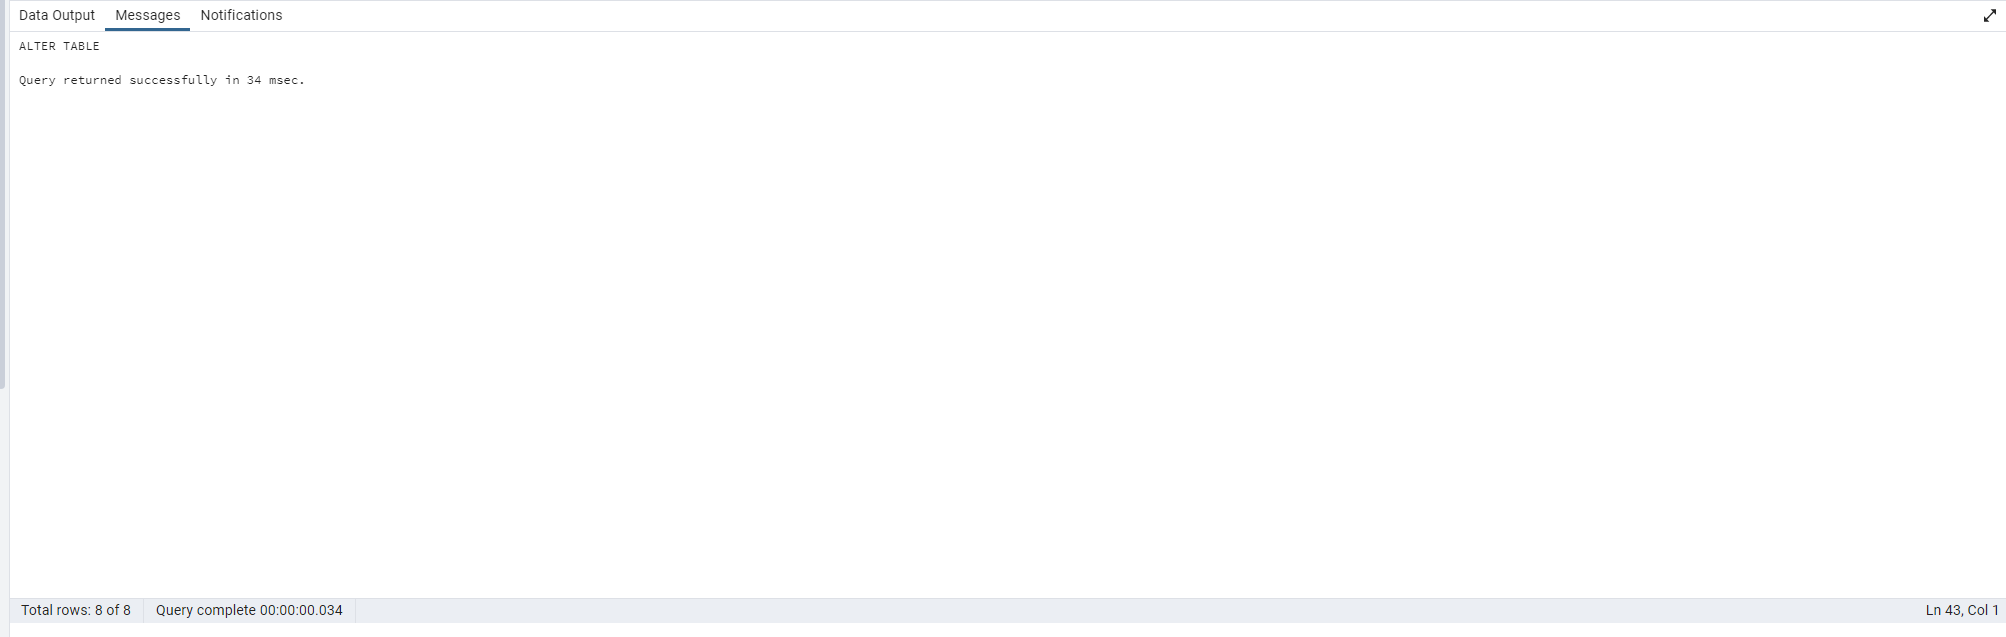 Data Output Messages Notifications
ALTER TABLE
Query returned successfully in 34 msec.
Total rows: 8 of 8 Query complete 00:00:00.034 Ln 43, Col 1